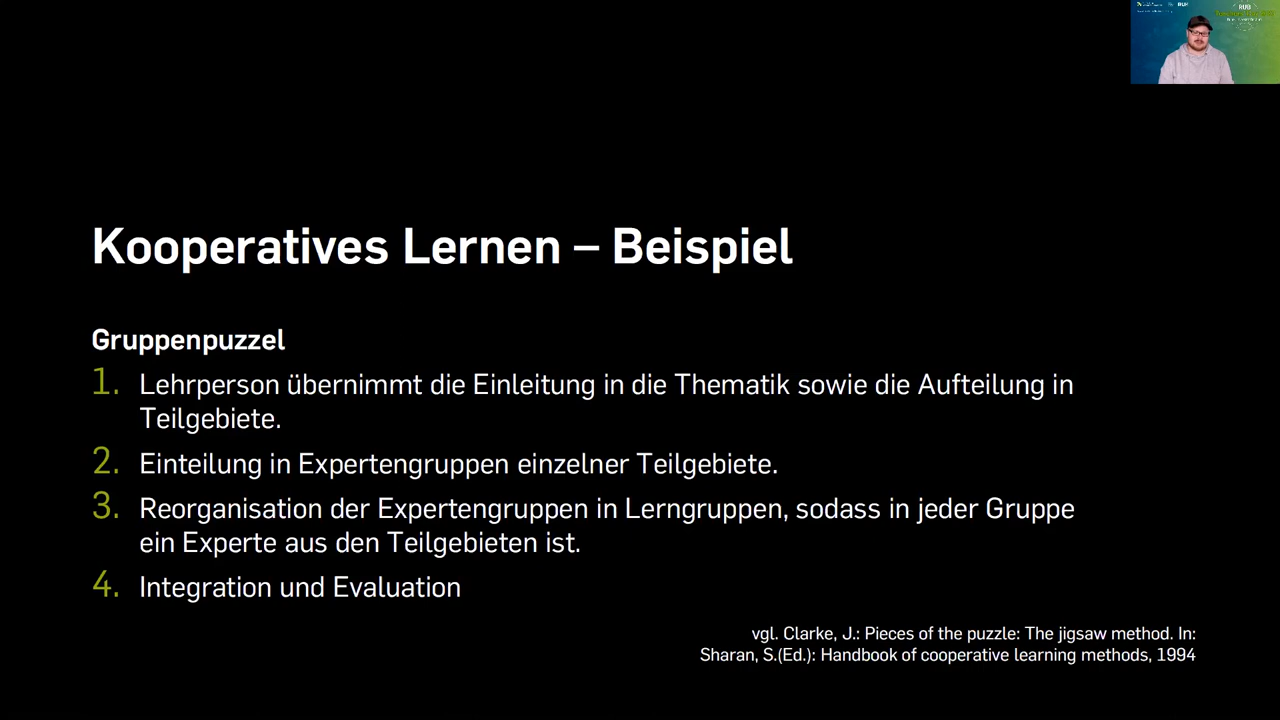 RUB
Kooperatives Lernen – Beispiel
Gruppenpuzzel
1. Lehrperson übernimmt die Einleitung in die Thematik sowie die Aufteilung in
Teilgebiete.
2. Einteilung in Expertengruppen einzelner Teilgebiete.
3. Reorganisation der Expertengruppen in Lerngruppen, sodass in jeder Gruppe
ein Experte aus den Teilgebieten ist.
4. Integration und Evaluation
vgl. Clarke, J.: Pieces of the puzzle: The jigsaw method. In:
Sharan, S.(Ed.): Handbook of cooperative learning methods, 1994